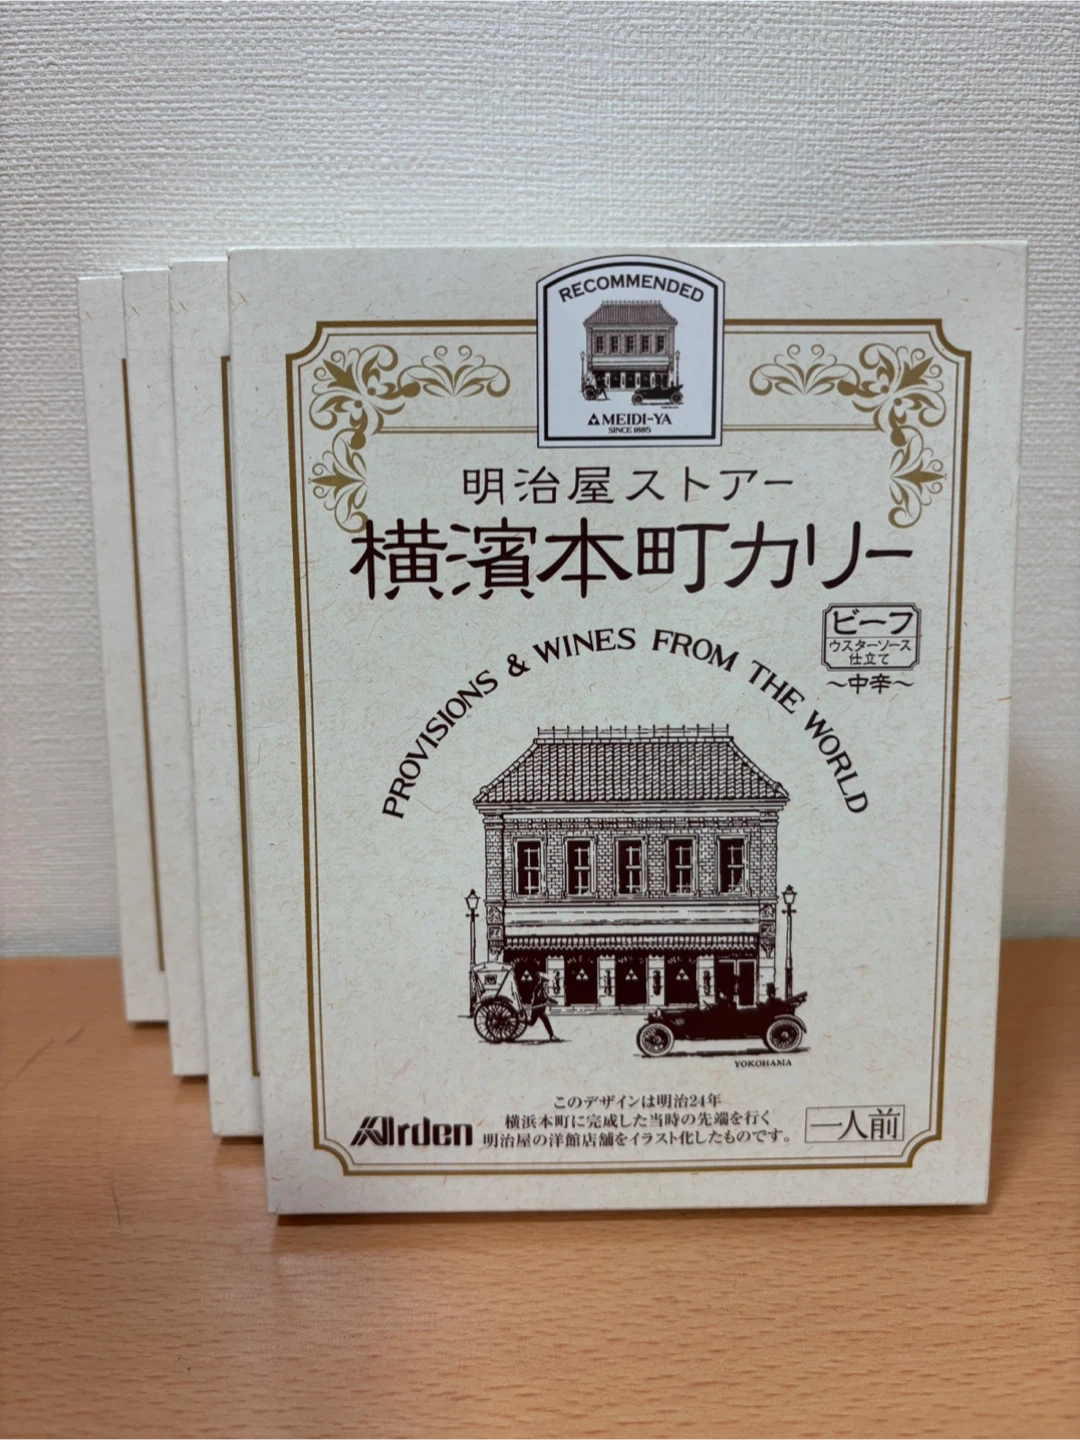 RECOMMENDED
MEIDI-YA
SINCE 1885
明治屋ストアー
横濱本町カリー
ビーフ
ウスターソース
仕立て
~中辛~
PROVISIONS & WINES FROM THE WORLD
YOKOHAMA
このデザインは明治24年
横浜本町に完成した当時の先端を行く
明治屋の洋館店舗をイラスト化したものです。
Arden
一人前